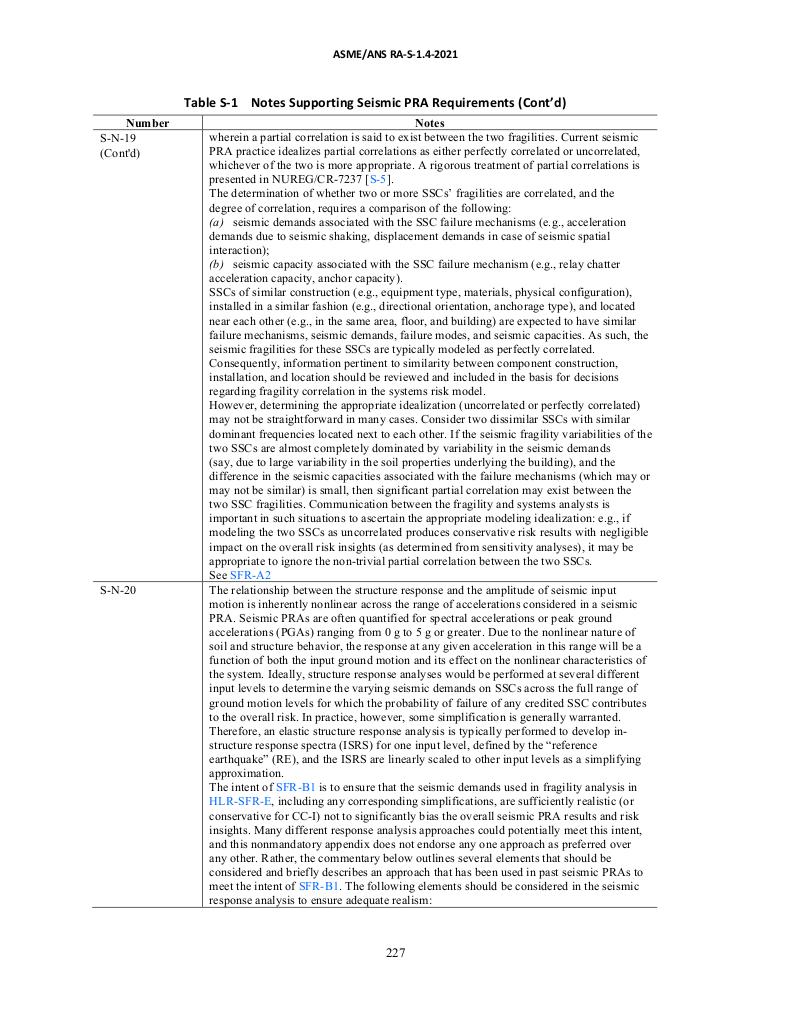 ASME/ANS RA-S-1.4-2021
Table S-1 Notes Supporting Seismic PRA Requirements (Cont'd)
Number Notes
S-N-19
(Cont'd)
wherein a partial correlation is said to exist between the two fragilities. Current seismic
PRA practice idealizes partial correlations as either perfectly correlated or uncorrelated,
whichever of the two is more appropriate. A rigorous treatment of partial correlations is
presented in NUREG/CR-7237 [S-5].
The determination of whether two or more SSCs' fragilities are correlated, and the
degree of correlation, requires a comparison of the following:
(a) seismic demands associated with the SSC failure mechanisms (e.g., acceleration
demands due to seismic shaking, displacement demands in case of seismic spatial
interaction);
(b) seismic capacity associated with the SSC failure mechanism (e.g., relay chatter
acceleration capacity, anchor capacity).
SSCs of similar construction (e.g., equipment type, materials, physical configuration),
installed in a similar fashion (e.g., directional orientation, anchorage type), and located
near each other (e.g., in the same area, floor, and building) are expected to have similar
failure mechanisms, seismic demands, failure modes, and seismic capacities. As such, the
seismic fragilities for these SSCs are typically modeled as perfectly correlated.
Consequently, information pertinent to similarity between component construction,
installation, and location should be reviewed and included in the basis for decisions
regarding fragility correlation in the systems risk model.
However, determining the appropriate idealization (uncorrelated or perfectly correlated)
may not be straightforward in many cases. Consider two dissimilar SSCs with similar
dominant frequencies located next to each other. If the seismic fragility variabilities of the
two SSCs are almost completely dominated by variability in the seismic demands
(say, due to large variability in the soil properties underlying the building), and the
difference in the seismic capacities associated with the failure mechanisms (which may or
may not be similar) is small, then significant partial correlation may exist between the
two SSC fragilities. Communication between the fragility and systems analysts is
important in such situations to ascertain the appropriate modeling idealization: e.g., if
modeling the two SSCs as uncorrelated produces conservative risk results with negligible
impact on the overall risk insights (as determined from sensitivity analyses), it may be
appropriate to ignore the non-trivial partial correlation between the two SSCs.
See SFR-A2
S-N-20
The relationship between the structure response and the amplitude of seismic input
motion is inherently nonlinear across the range of accelerations considered in a seismic
PRA. Seismic PRAs are often quantified for spectral accelerations or peak ground
accelerations (PGAs) ranging from 0 g to 5 g or greater. Due to the nonlinear nature of
soil and structure behavior, the response at any given acceleration in this range will be a
function of both the input ground motion and its effect on the nonlinear characteristics of
the system. Ideally, structure response analyses would be performed at several different
input levels to determine the varying seismic demands on SSCs across the full range of
ground motion levels for which the probability of failure of any credited SSC contributes
to the overall risk. In practice, however, some simplification is generally warranted.
Therefore, an elastic structure response analysis is typically performed to develop in-
structure response spectra (ISRS) for one input level, defined by the “reference
earthquake” (RE), and the ISRS are linearly scaled to other input levels as a simplifying
approximation.
The intent of SFR-B1 is to ensure that the seismic demands used in fragility analysis in
HLR-SFR-E, including any corresponding simplifications, are sufficiently realistic (or
conservative for CC-I) not to significantly bias the overall seismic PRA results and risk
insights. Many different response analysis approaches could potentially meet this intent,
and this nonmandatory appendix does not endorse any one approach as preferred over
any other. Rather, the commentary below outlines several elements that should be
considered and briefly describes an approach that has been used in past seismic PRAs to
meet the intent of SFR-B1. The following elements should be considered in the seismic
response analysis to ensure adequate realism:
227